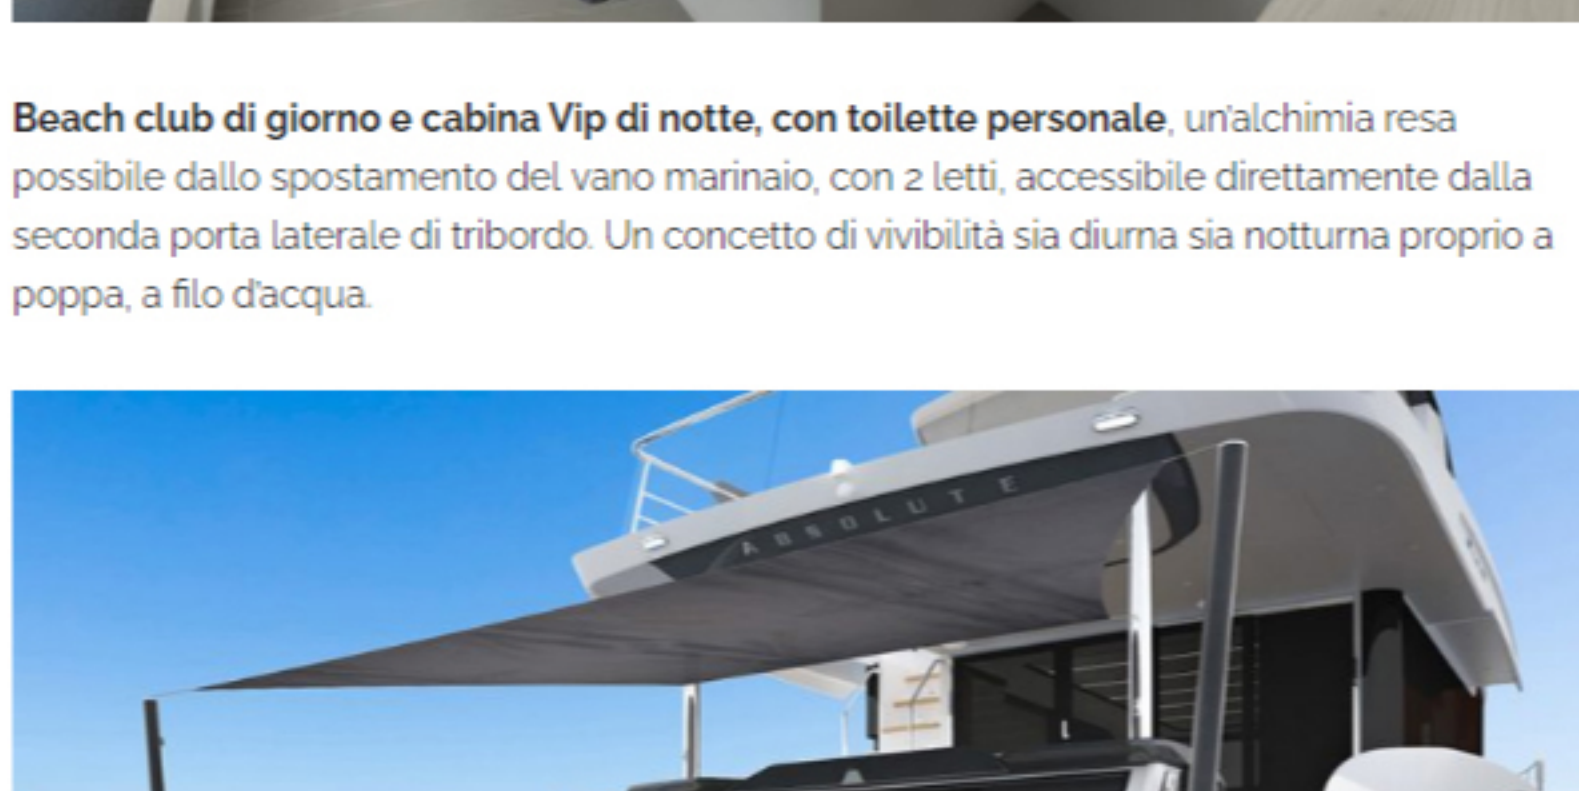 Beach club di giorno e cabina Vip di notte, con toilette personale, un'alchimia resa
possibile dallo spostamento del vano marinaio, con 2 letti, accessibile direttamente dalla
seconda porta laterale di tribordo. Un concetto di vivibilità sia diurna sia notturna proprio a
poppa, a filo d'acqua.
ABSOLUTE